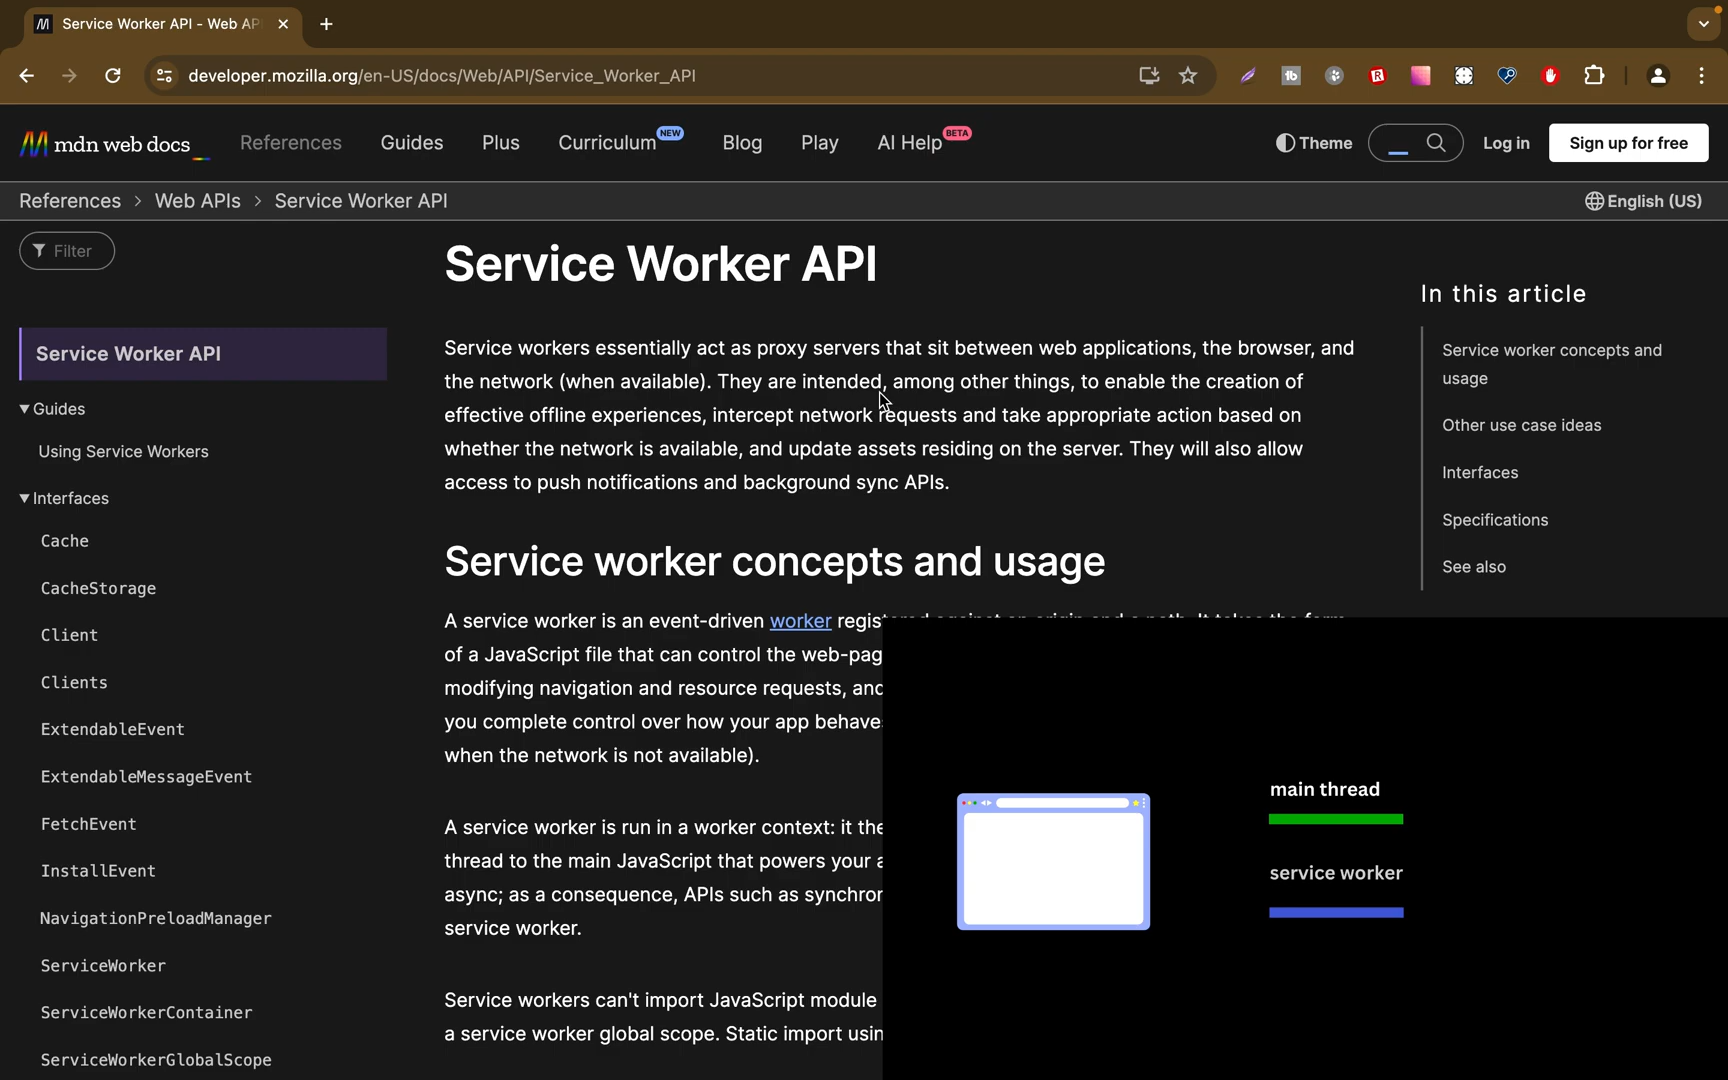 Service Worker API - Web AP
developer.mozilla.org/en-US/docs/Web/API/Service_Worker_API
mdn web docs
References
Guides
Plus
Curriculum NEW
Blog
Play
AI Help BETA
Theme
Log in
Sign up for free
References > Web APIs > Service Worker API
English (US)
Filter
Service Worker API
Guides
Using Service Workers
Interfaces
Cache
CacheStorage
Client
Clients
ExtendableEvent
ExtendableMessageEvent
FetchEvent
InstallEvent
NavigationPreloadManager
ServiceWorker
ServiceWorkerContainer
ServiceWorkerGlobalScope
Service Worker API
Service workers essentially act as proxy servers that sit between web applications, the browser, and
the network (when available). They are intended, among other things, to enable the creation of
effective offline experiences, intercept network requests and take appropriate action based on
whether the network is available, and update assets residing on the server. They will also allow
access to push notifications and background sync APIs.
Service worker concepts and usage
A service worker is an event-driven worker registered against an origin and a path. It takes the form
of a JavaScript file that can control the web-pag
modifying navigation and resource requests, and
you complete control over how your app behave
when the network is not available).
A service worker is run in a worker context: it the
thread to the main JavaScript that powers your a
async; as a consequence, APIs such as synchror
service worker.
Service workers can't import JavaScript module
a service worker global scope. Static import usin
In this article
Service worker concepts and
usage
Other use case ideas
Interfaces
Specifications
See also
main thread
service worker